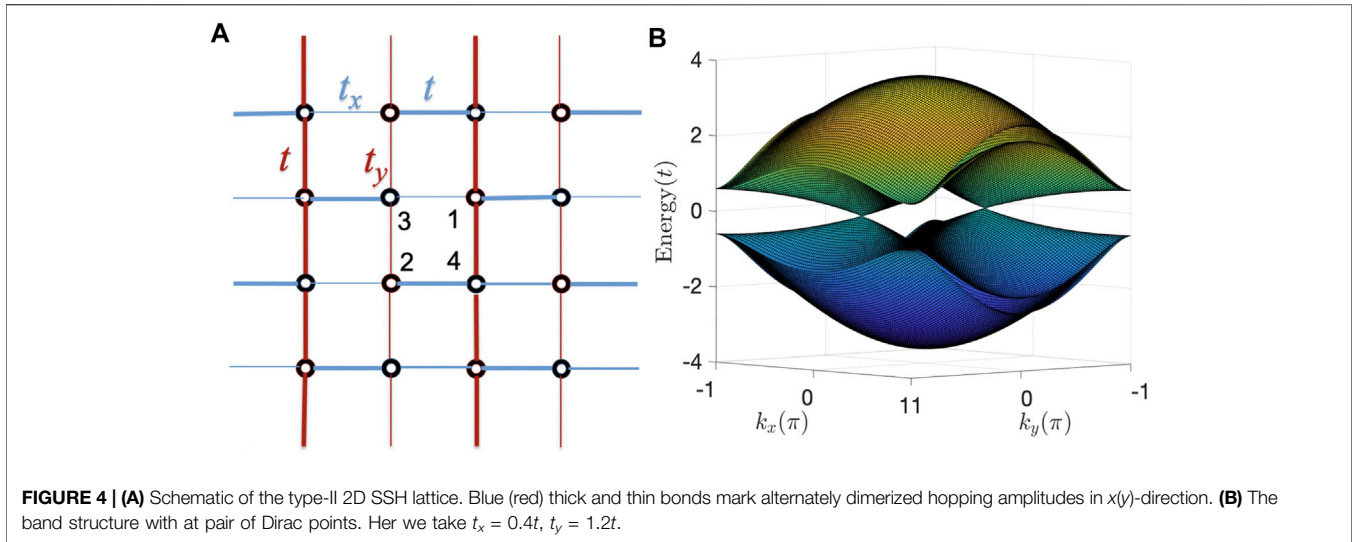 A
B
t_x
t
t
t_y
3
1
2
4
4
2
0
-2
-4
Energy(t)
-1
0
11
0
-1
k_x(π)
k_y(π)
FIGURE 4 | (A) Schematic of the type-II 2D SSH lattice. Blue (red) thick and thin bonds mark alternately dimerized hopping amplitudes in x(y)-direction. (B) The
band structure with at pair of Dirac points. Her we take t_x = 0.4t, t_y = 1.2t.